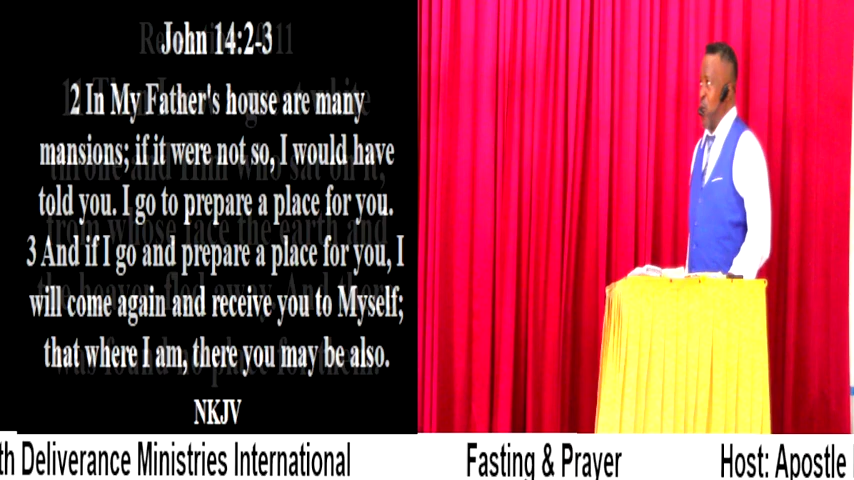 John 14:2-3
2 In My Father's house are many
mansions; if it were not so, I would have
told you. I go to prepare a place for you.
3 And if I go and prepare a place for you, I
will come again and receive you to Myself;
that where I am, there you may be also.
NKJV
th Deliverance Ministries International Fasting & Prayer Host: Apostle